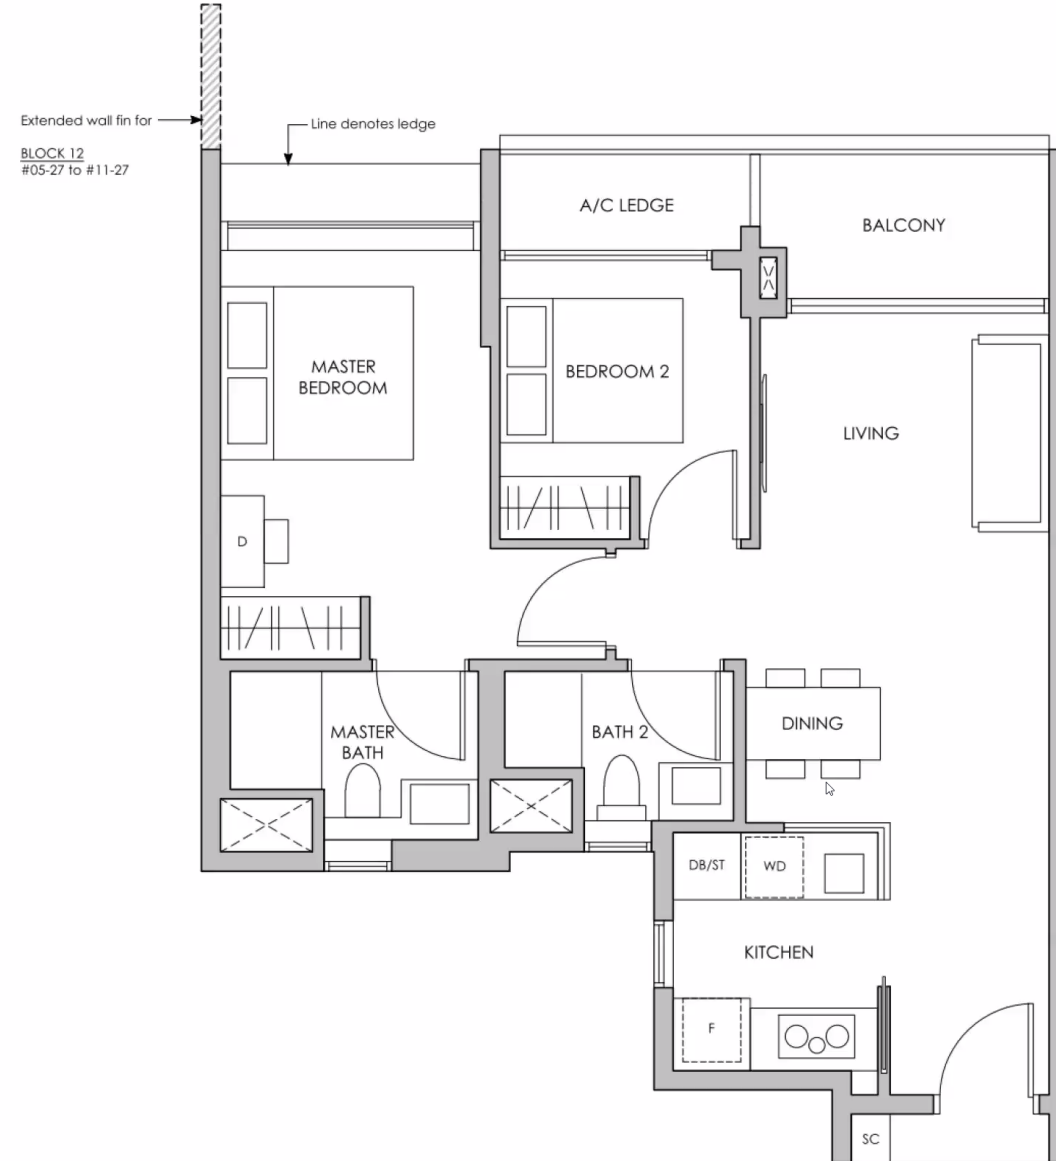 Extended wall fin for
BLOCK 12
#05-27 to #11-27
Line denotes ledge
A/C LEDGE
BALCONY
MASTER
BEDROOM
BEDROOM 2
LIVING
D
MASTER
BATH
BATH 2
DINING
DB/ST
WD
KITCHEN
F
SC